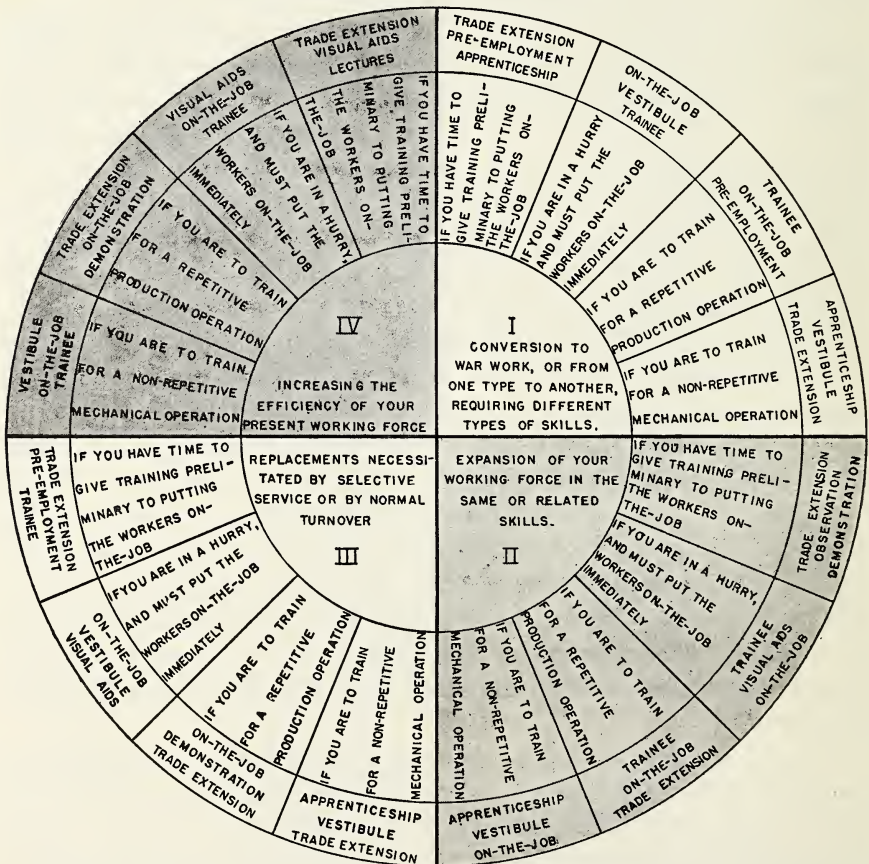 I
CONVERSION TO
WAR WORK, OR FROM
ONE TYPE TO ANOTHER,
REQUIRING DIFFERENT
TYPES OF SKILLS.
IF YOU HAVE TIME TO
GIVE TRAINING PRELI-
MINARY TO PUTTING
THE WORKERS ON-
THE-JOB
TRADE EXTENSION
PRE-EMPLOYMENT
APPRENTICESHIP
IF YOU ARE IN A HURRY
AND MUST PUT THE
WORKERS ON-THE-JOB
IMMEDIATELY
ON-THE-JOB
VESTIBULE
TRAINEE
IF YOU ARE TO TRAIN
FOR A REPETITIVE
PRODUCTION OPERATION
TRAINEE
ON-THE-JOB
PRE-EMPLOYMENT
IF YOU ARE TO TRAIN
FOR A NON-REPETITIVE
MECHANICAL OPERATION
APPRENTICESHIP
VESTIBULE
TRADE EXTENSION
EXPANSION OF YOUR
WORKING FORCE IN THE
SAME OR RELATED
SKILLS.
II
IF YOU HAVE TIME TO
GIVE TRAINING PRELI-
MINARY TO PUTTING
THE WORKERS ON-
THE-JOB
TRADE EXTENSION
OBSERVATION
DEMONSTRATION
IF YOU ARE IN A HURRY,
AND MUST PUT THE
WORKERS ON-THE-JOB
IMMEDIATELY
TRAINEE
VISUAL AIDS
ON-THE-JOB
IF YOU ARE TO TRAIN
FOR A REPETITIVE
PRODUCTION OPERATION
TRAINEE
ON-THE-JOB
TRADE EXTENSION
IF YOU ARE TO TRAIN
FOR A NON-REPETITIVE
MECHANICAL OPERATION
APPRENTICESHIP
VESTIBULE
ON-THE-JOB
REPLACEMENTS NECESSI-
TATED BY SELECTIVE
SERVICE OR BY NORMAL
TURNOVER
III
IF YOU ARE TO TRAIN
FOR A NON-REPETITIVE
MECHANICAL OPERATION
APPRENTICESHIP
VESTIBULE
TRADE EXTENSION
IF YOU ARE TO TRAIN
FOR A REPETITIVE
PRODUCTION OPERATION
ON-THE-JOB
DEMONSTRATION
TRADE EXTENSION
IF YOU ARE IN A HURRY,
AND MUST PUT THE
WORKERS ON-THE-JOB
IMMEDIATELY
ON-THE-JOB
VESTIBULE
VISUAL AIDS
IF YOU HAVE TIME TO
GIVE TRAINING PRELI-
MINARY TO PUTTING
THE WORKERS ON-
THE-JOB
TRADE EXTENSION
PRE-EMPLOYMENT
TRAINEE
IV
INCREASING THE
EFFICIENCY OF YOUR
PRESENT WORKING FORCE
IF YOU ARE TO TRAIN
FOR A NON-REPETITIVE
MECHANICAL OPERATION
VESTIBULE
ON-THE-JOB
TRAINEE
IF YOU ARE TO TRAIN
FOR A REPETITIVE
PRODUCTION OPERATION
TRADE EXTENSION
ON-THE-JOB
DEMONSTRATION
IF YOU ARE IN A HURRY,
AND MUST PUT THE
WORKERS ON-THE-JOB
IMMEDIATELY
VISUAL AIDS
ON-THE-JOB
TRAINEE
IF YOU HAVE TIME TO
GIVE TRAINING PRELI-
MINARY TO PUTTING
THE WORKERS ON-
THE-JOB
TRADE EXTENSION
VISUAL AIDS
LECTURES